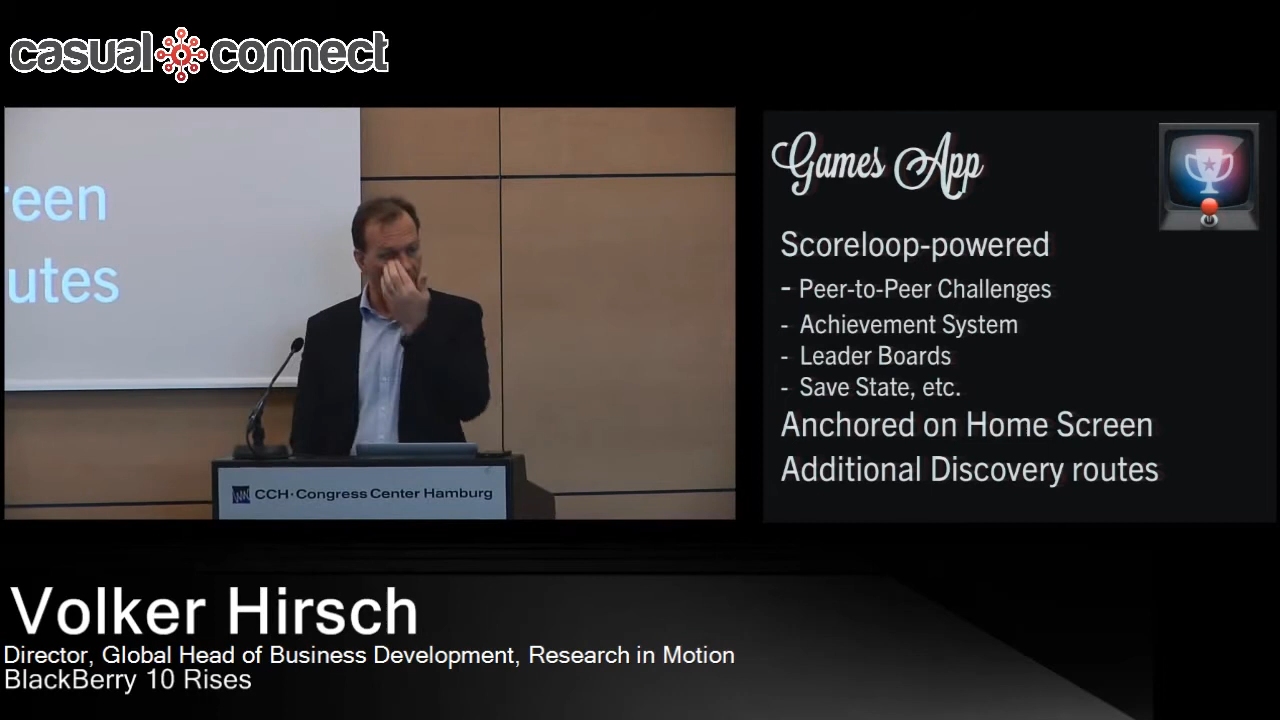 casual connect
reen
utes
CCH·Congress Center Hamburg
Games App
Scoreloop-powered
- Peer-to-Peer Challenges
- Achievement System
- Leader Boards
- Save State, etc.
Anchored on Home Screen
Additional Discovery routes
Volker Hirsch
Director, Global Head of Business Development, Research in Motion
BlackBerry 10 Rises